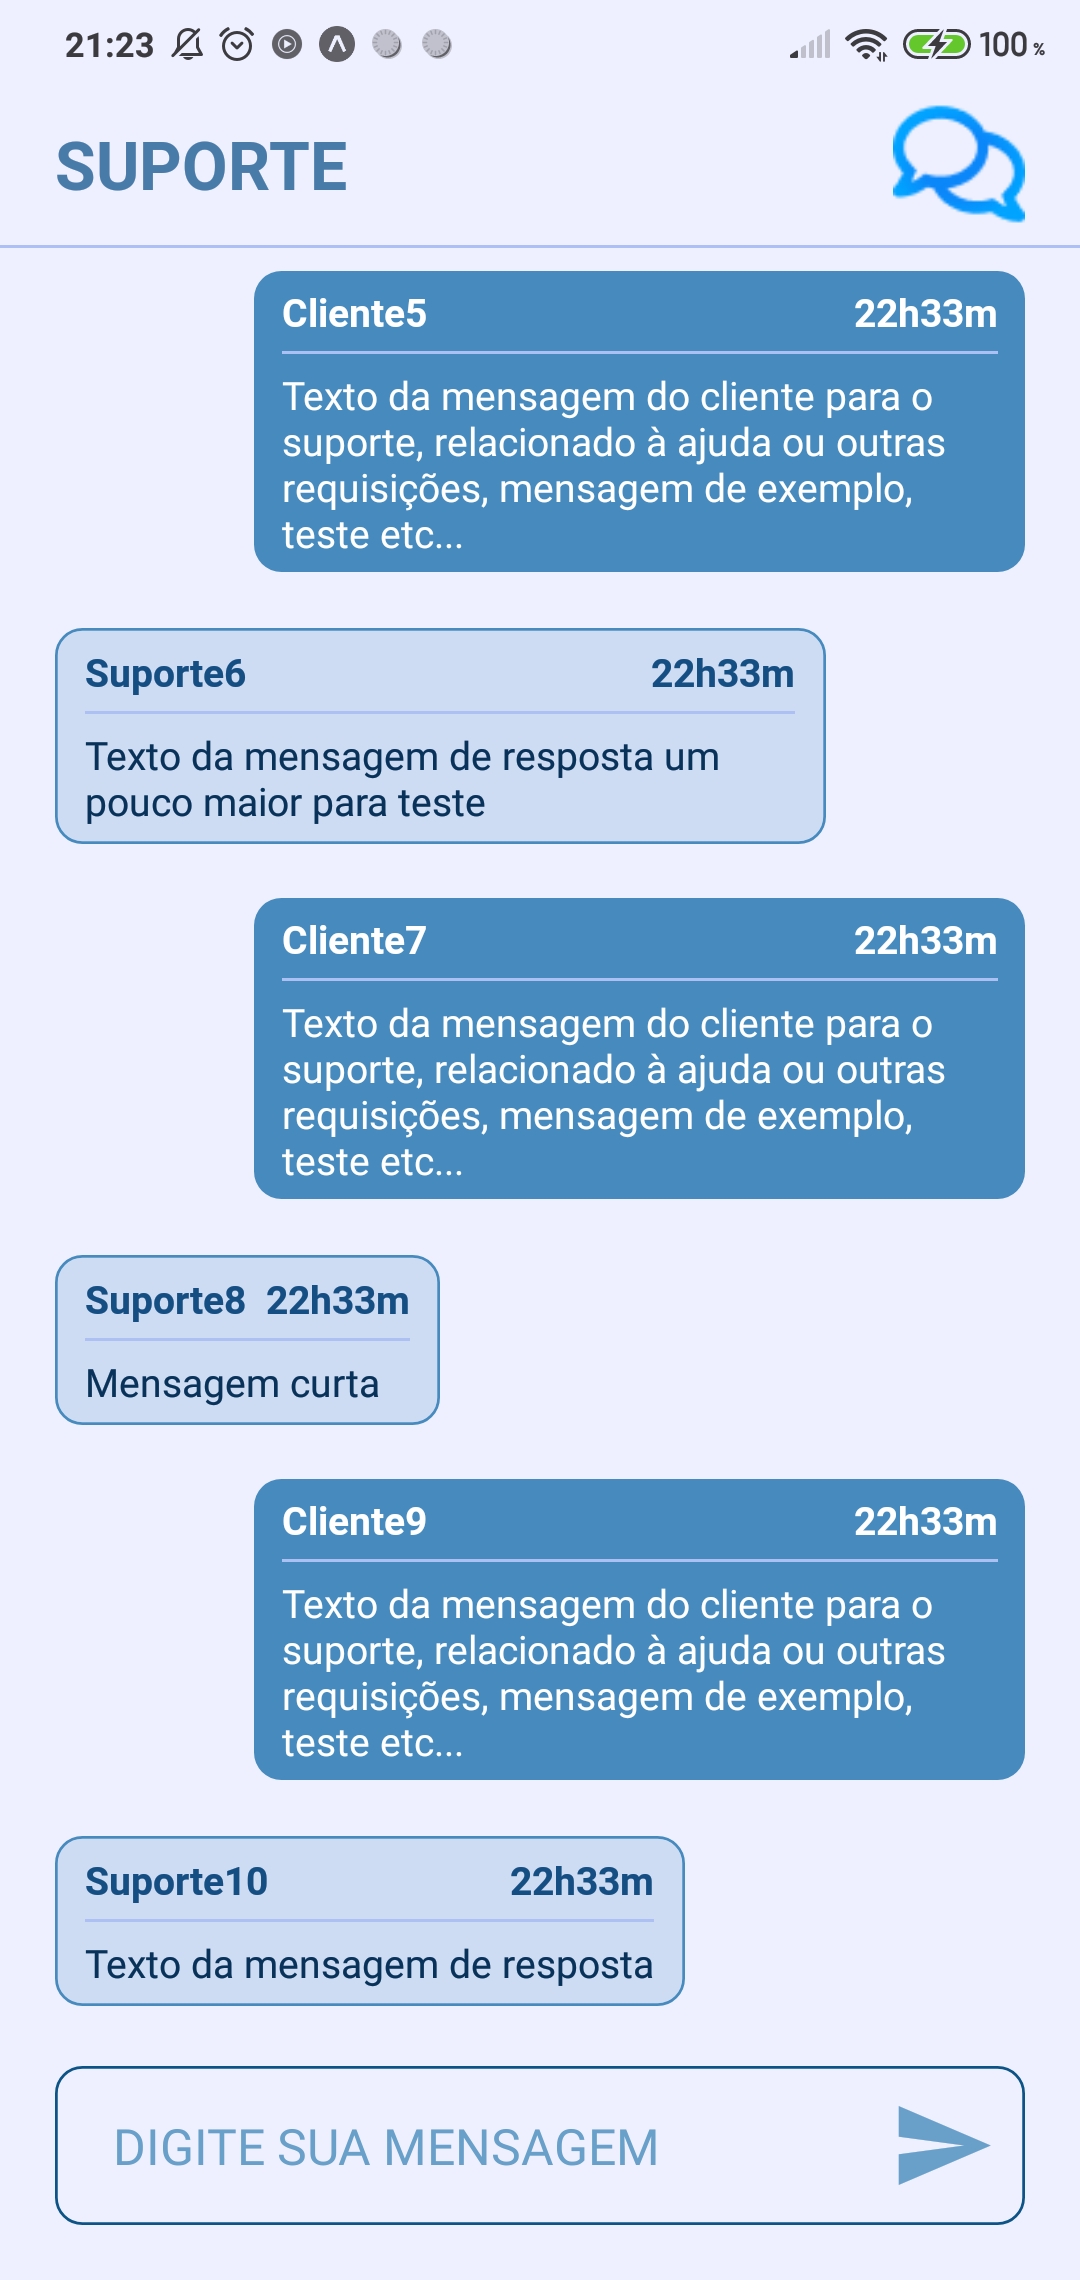 21:23 100 %
SUPORTE
Cliente5 22h33m
Texto da mensagem do cliente para o
suporte, relacionado à ajuda ou outras
requisições, mensagem de exemplo,
teste etc...
Suporte6 22h33m
Texto da mensagem de resposta um
pouco maior para teste
Cliente7 22h33m
Texto da mensagem do cliente para o
suporte, relacionado à ajuda ou outras
requisições, mensagem de exemplo,
teste etc...
Suporte8 22h33m
Mensagem curta
Cliente9 22h33m
Texto da mensagem do cliente para o
suporte, relacionado à ajuda ou outras
requisições, mensagem de exemplo,
teste etc...
Suporte10 22h33m
Texto da mensagem de resposta
DIGITE SUA MENSAGEM